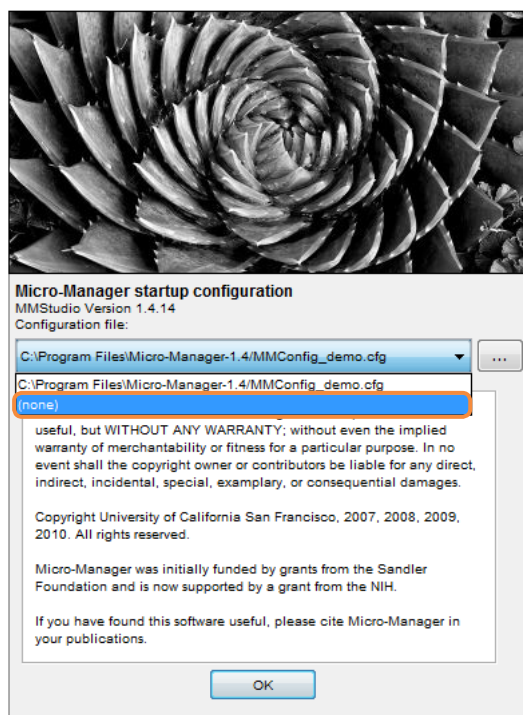 Micro-Manager startup configuration
MMStudio Version 1.4.14
Configuration file:
C:\Program Files\Micro-Manager-1.4/MMConfig_demo.cfg
...
C:\Program Files\Micro-Manager-1.4/MMConfig_demo.cfg
(none)
useful, but WITHOUT ANY WARRANTY; without even the implied
warranty of merchantability or fitness for a particular purpose. In no
event shall the copyright owner or contributors be liable for any direct,
indirect, incidental, special, examplary, or consequential damages.
Copyright University of California San Francisco, 2007, 2008, 2009,
2010. All rights reserved.
Micro-Manager was initially funded by grants from the Sandler
Foundation and is now supported by a grant from the NIH.
If you have found this software useful, please cite Micro-Manager in
your publications.
OK